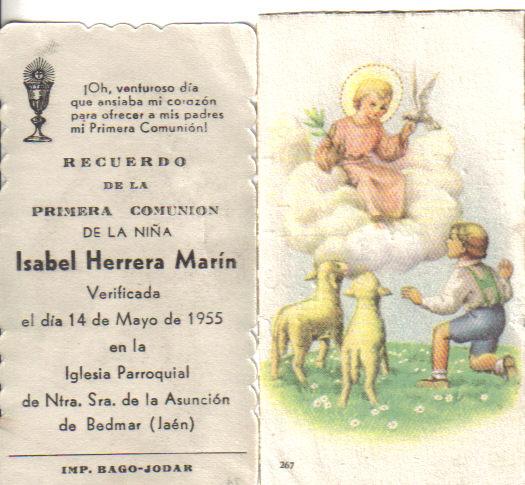 ¡Oh, venturoso día
que ansiaba mi corazón
para ofrecer a mis padres
mi Primera Comunión!
RECUERDO
DE LA
PRIMERA COMUNION
DE LA NIÑA
Isabel Herrera Marín
Verificada
el día 14 de Mayo de 1955
en la
Iglesia Parroquial
de Ntra. Sra. de la Asunción
de Bedmar (Jaén)
IMP. BAGO-JODAR
267